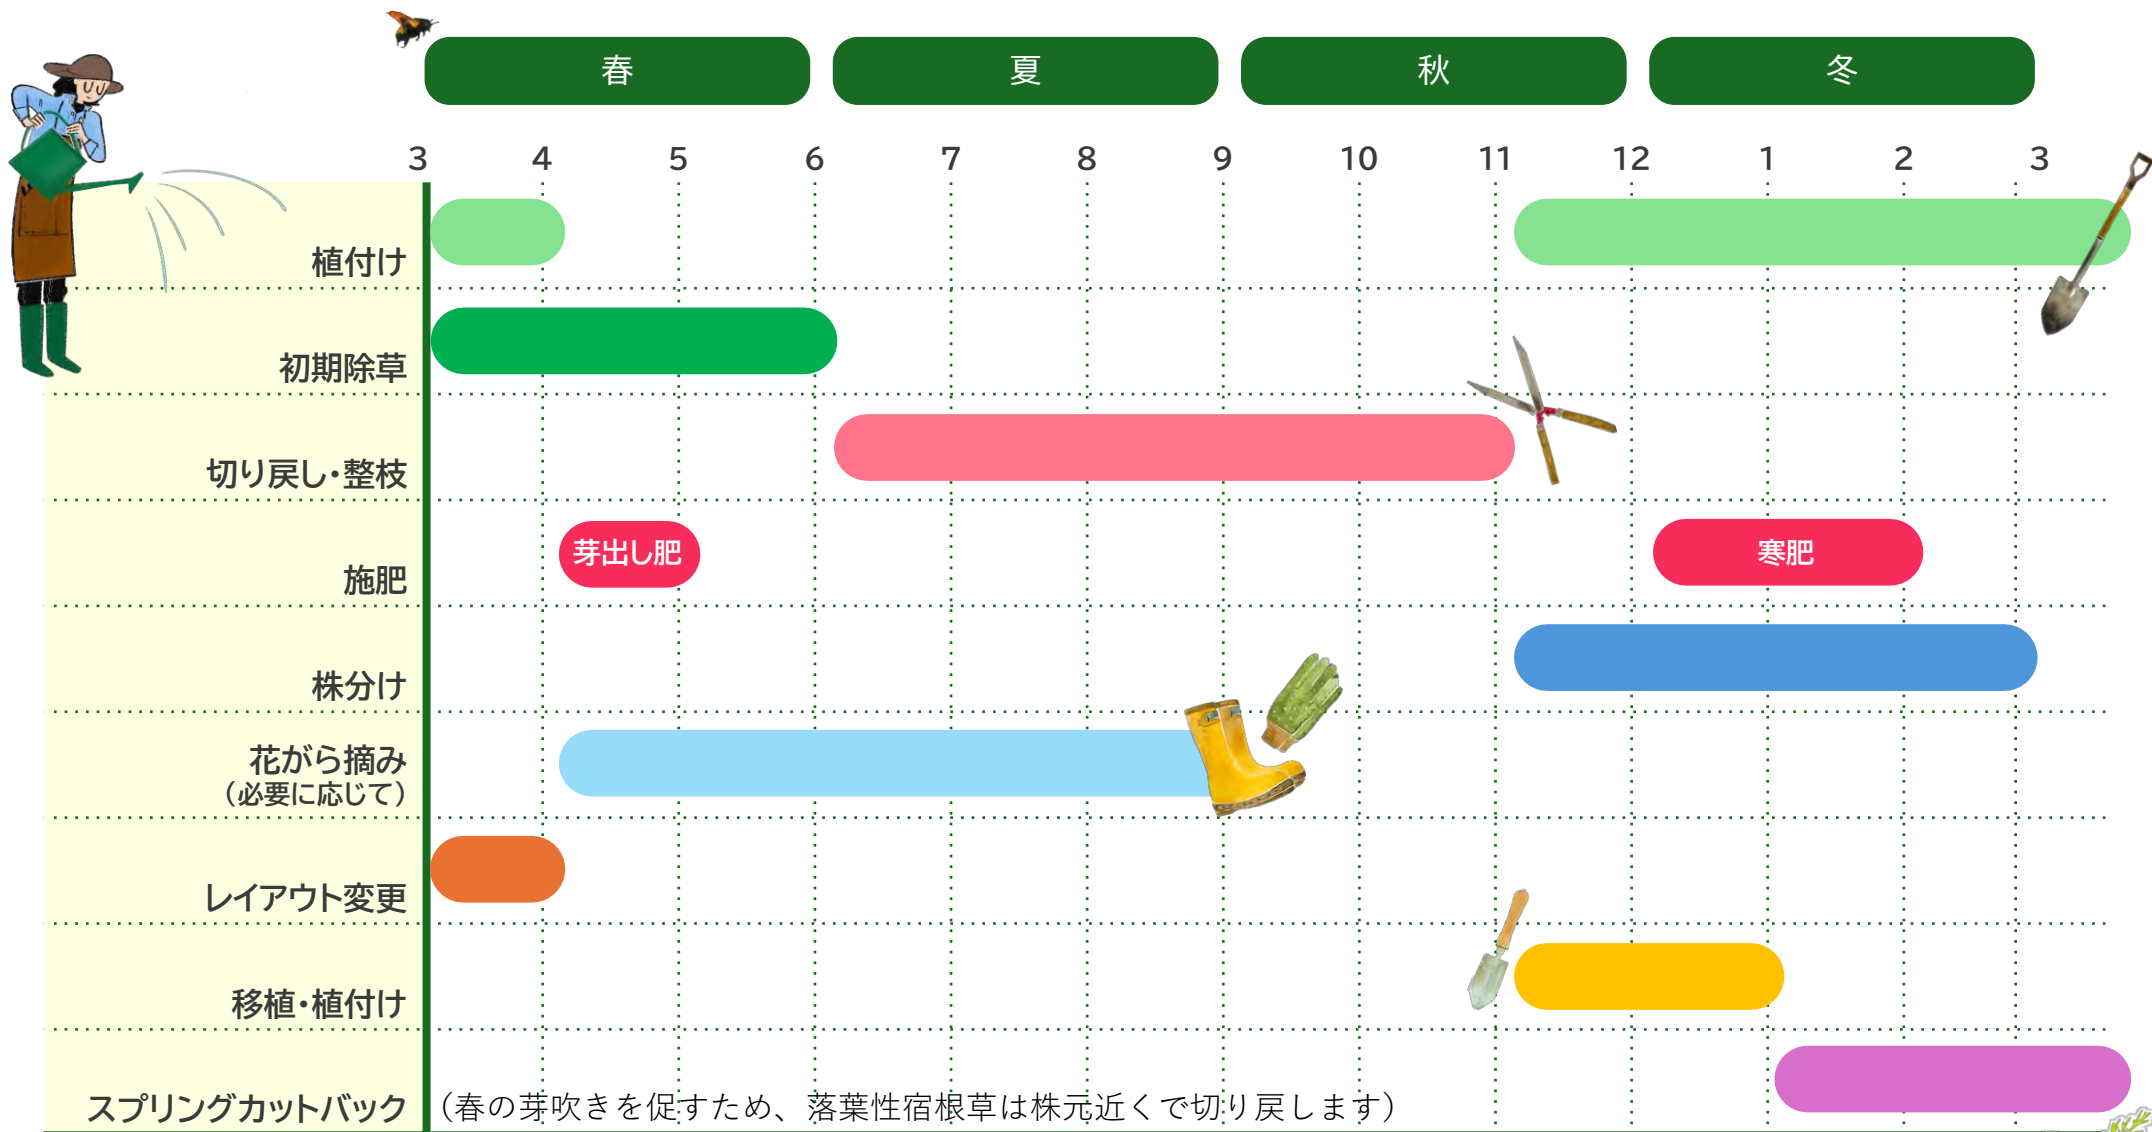 春 夏 秋 冬
3 4 5 6 7 8 9 10 11 12 1 2 3
植付け
初期除草
切り戻し・整枝
芽出し肥 寒肥
施肥
株分け
花がら摘み
（必要に応じて）
レイアウト変更
移植・植付け
スプリングカットバック （春の芽吹きを促すため、落葉性宿根草は株元近くで切り戻します）